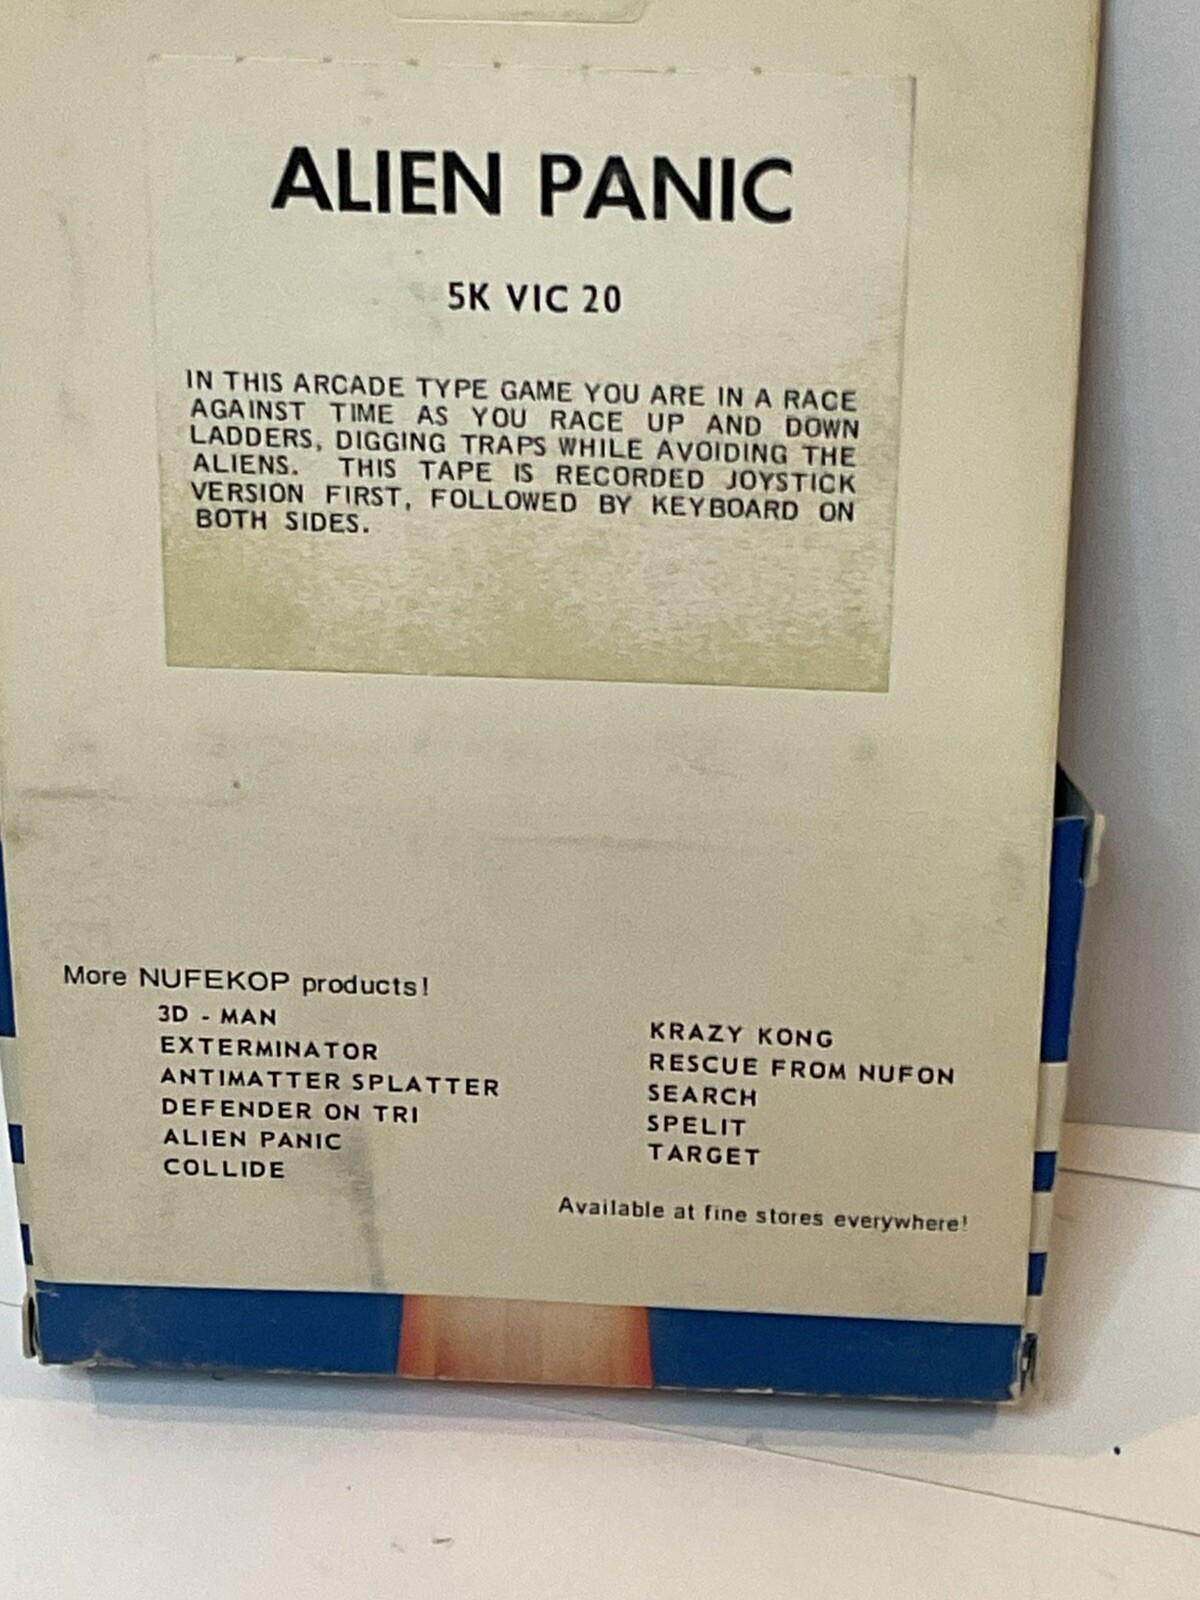 ALIEN PANIC
5K VIC 20
IN THIS ARCADE TYPE GAME YOU ARE IN A RACE
AGAINST TIME AS YOU RACE UP AND DOWN
LADDERS, DIGGING TRAPS WHILE AVOIDING THE
ALIENS. THIS TAPE IS RECORDED JOYSTICK
VERSION FIRST, FOLLOWED BY KEYBOARD ON
BOTH SIDES.
More NUFEKOP products!
3D - MAN
EXTERMINATOR
ANTIMATTER SPLATTER
DEFENDER ON TRI
ALIEN PANIC
COLLIDE
KRAZY KONG
RESCUE FROM NUFON
SEARCH
SPELIT
TARGET
Available at fine stores everywhere!